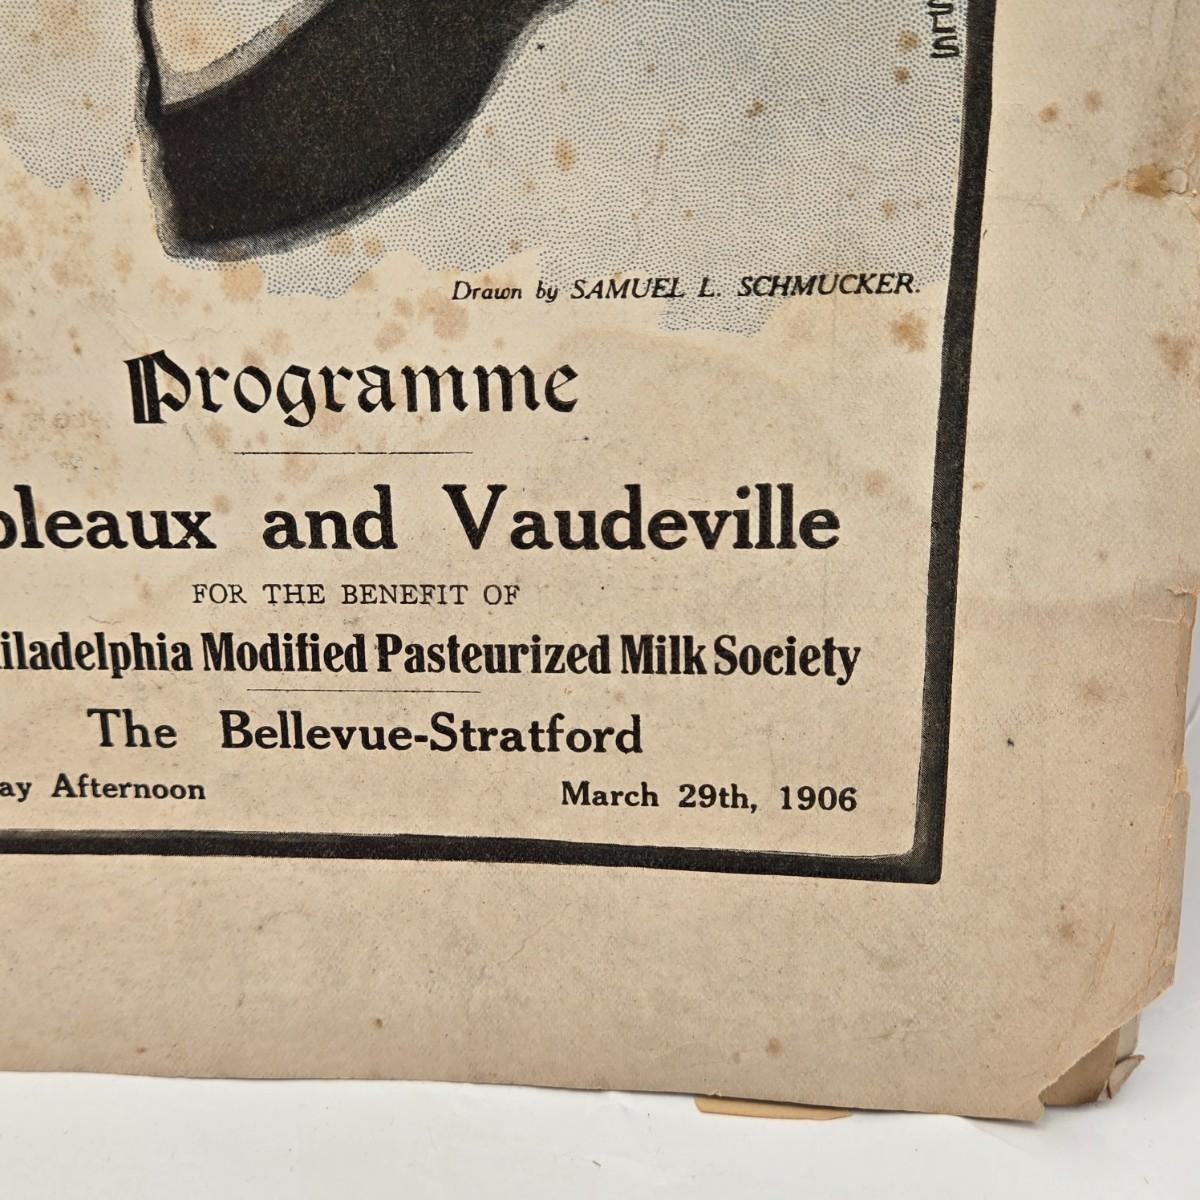 Drawn by SAMUEL L. SCHMUCKER.
Programme
bleaux and Vaudeville
FOR THE BENEFIT OF
iladelphia Modified Pasteurized Milk Society
The Bellevue-Stratford
ay Afternoon March 29th, 1906